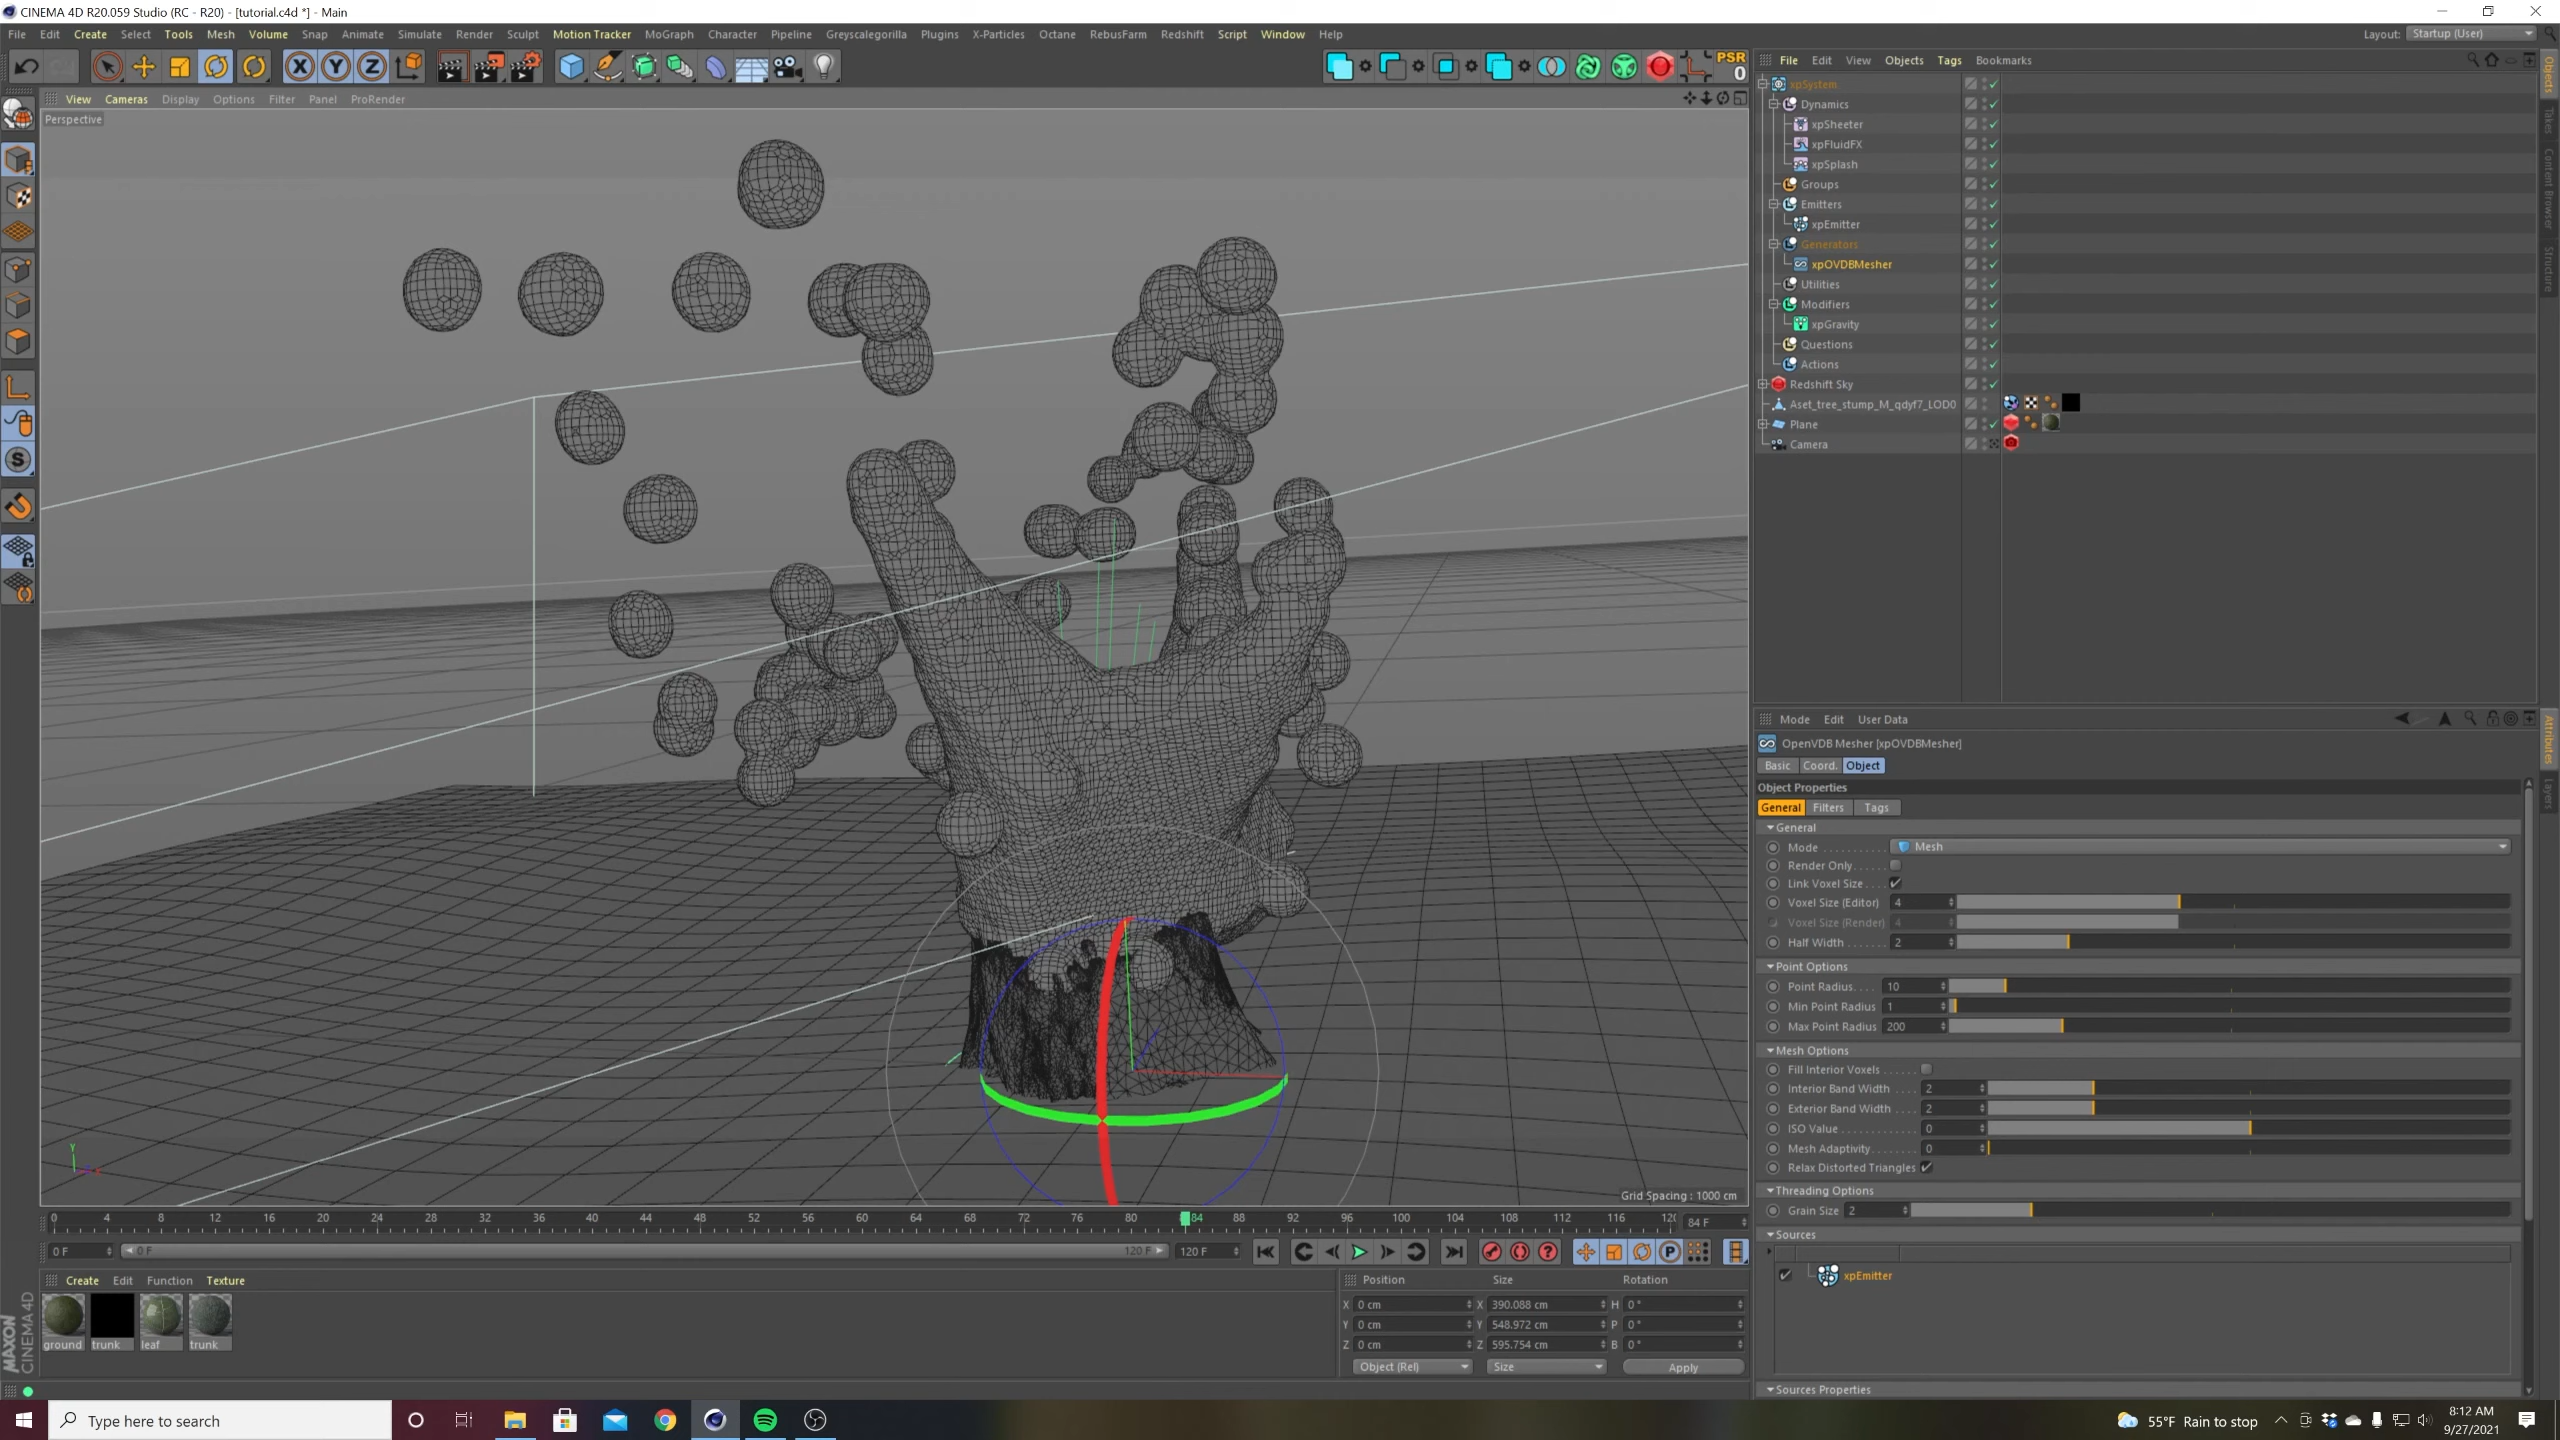 CINEMA 4D R20.059 Studio (RC - R20) - [tutorial.c4d *] - Main
File Edit Create Select Tools Mesh Volume Snap Animate Simulate Render Sculpt Motion Tracker MoGraph Character Pipeline Greyscalegorilla Plugins X-Particles Octane RebusFarm Redshift Script Window Help Layout: Startup (User)
X Y Z PSR 0
View Cameras Display Options Filter Panel ProRender
Perspective
File Edit View Objects Tags Bookmarks
xpSystem
Dynamics
xpSheeter
xpFluidFX
xpSplash
Groups
Emitters
xpEmitter
Generators
xpOVDBMesher
Utilities
Modifiers
xpGravity
Questions
Actions
Redshift Sky
Aset_tree_stump_M_qdyf7_LOD0
Plane
Camera
Objects
Takes
Content Browser
Structure
Mode Edit User Data
OpenVDB Mesher [xpOVDBMesher]
Basic Coord. Object
Object Properties
General Filters Tags
General
Mode Mesh
Render Only
Link Voxel Size
Voxel Size (Editor) 4
Voxel Size (Render) 4
Half Width 2
Point Options
Point Radius 10
Min Point Radius 1
Max Point Radius 200
Mesh Options
Fill Interior Voxels
Interior Band Width 2
Exterior Band Width 2
ISO Value 0
Mesh Adaptivity 0
Relax Distorted Triangles
Threading Options
Grain Size 2
Sources
xpEmitter
Sources Properties
Attributes
Layers
Y
Grid Spacing : 1000 cm
0 4 8 12 16 20 24 28 32 36 40 44 48 52 56 60 64 68 72 76 80 84 88 92 96 100 104 108 112 116 120 84 F
0 F 0 F 120 F 120 F
Create Edit Function Texture
ground trunk leaf trunk
MAXON CINEMA 4D
Position Size Rotation
X 0 cm X 390.088 cm H 0 °
Y 0 cm Y 548.972 cm P 0 °
Z 0 cm Z 595.754 cm B 0 °
Object (Rel) Size Apply
Type here to search
55°F Rain to stop
8:12 AM
9/27/2021